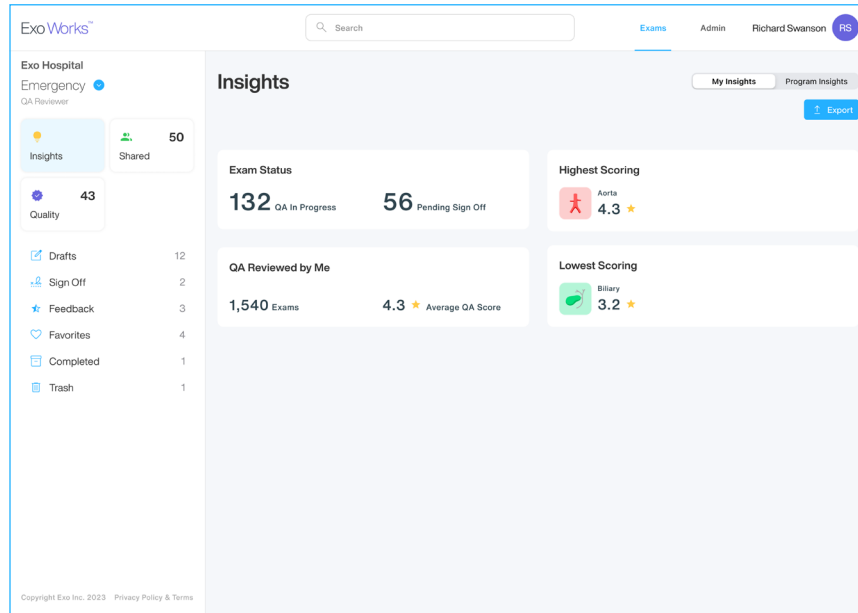 Exo Works™
Search
Exams
Admin
Richard Swanson
RS
Exo Hospital
Emergency
QA Reviewer
Insights
50
Shared
43
Quality
Drafts 12
Sign Off 2
Feedback 3
Favorites 4
Completed 1
Trash 1
Copyright Exo Inc. 2023 Privacy Policy & Terms
Insights
My Insights
Program Insights
Export
Exam Status
132 QA In Progress
56 Pending Sign Off
Highest Scoring
Aorta
4.3
QA Reviewed by Me
1,540 Exams
4.3 Average QA Score
Lowest Scoring
Biliary
3.2